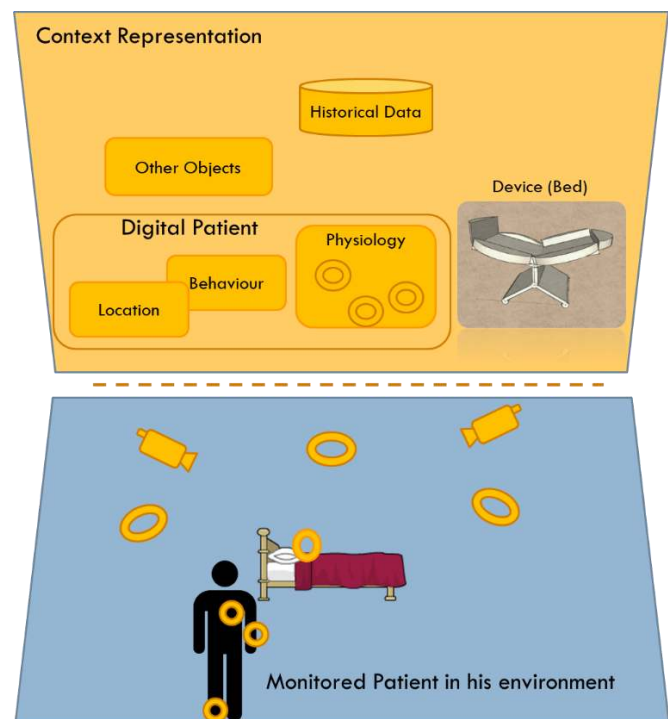 Context Representation
Historical Data
Other Objects
Device (Bed)
Digital Patient
Physiology
Behaviour
Location
Monitored Patient in his environment